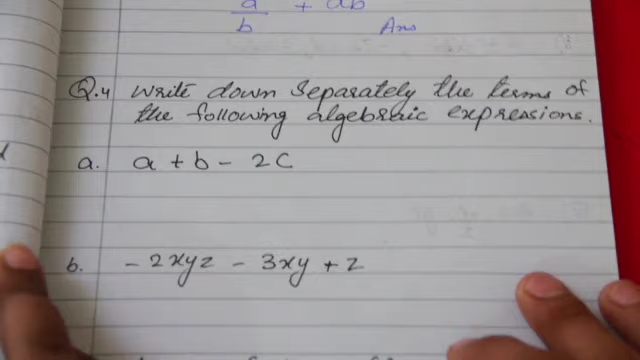 a/b + ab
Ans
Q.4 write down separately the terms of
the following algebraic expressions.
a. a + b - 2c
b. - 2xyz - 3xy + z